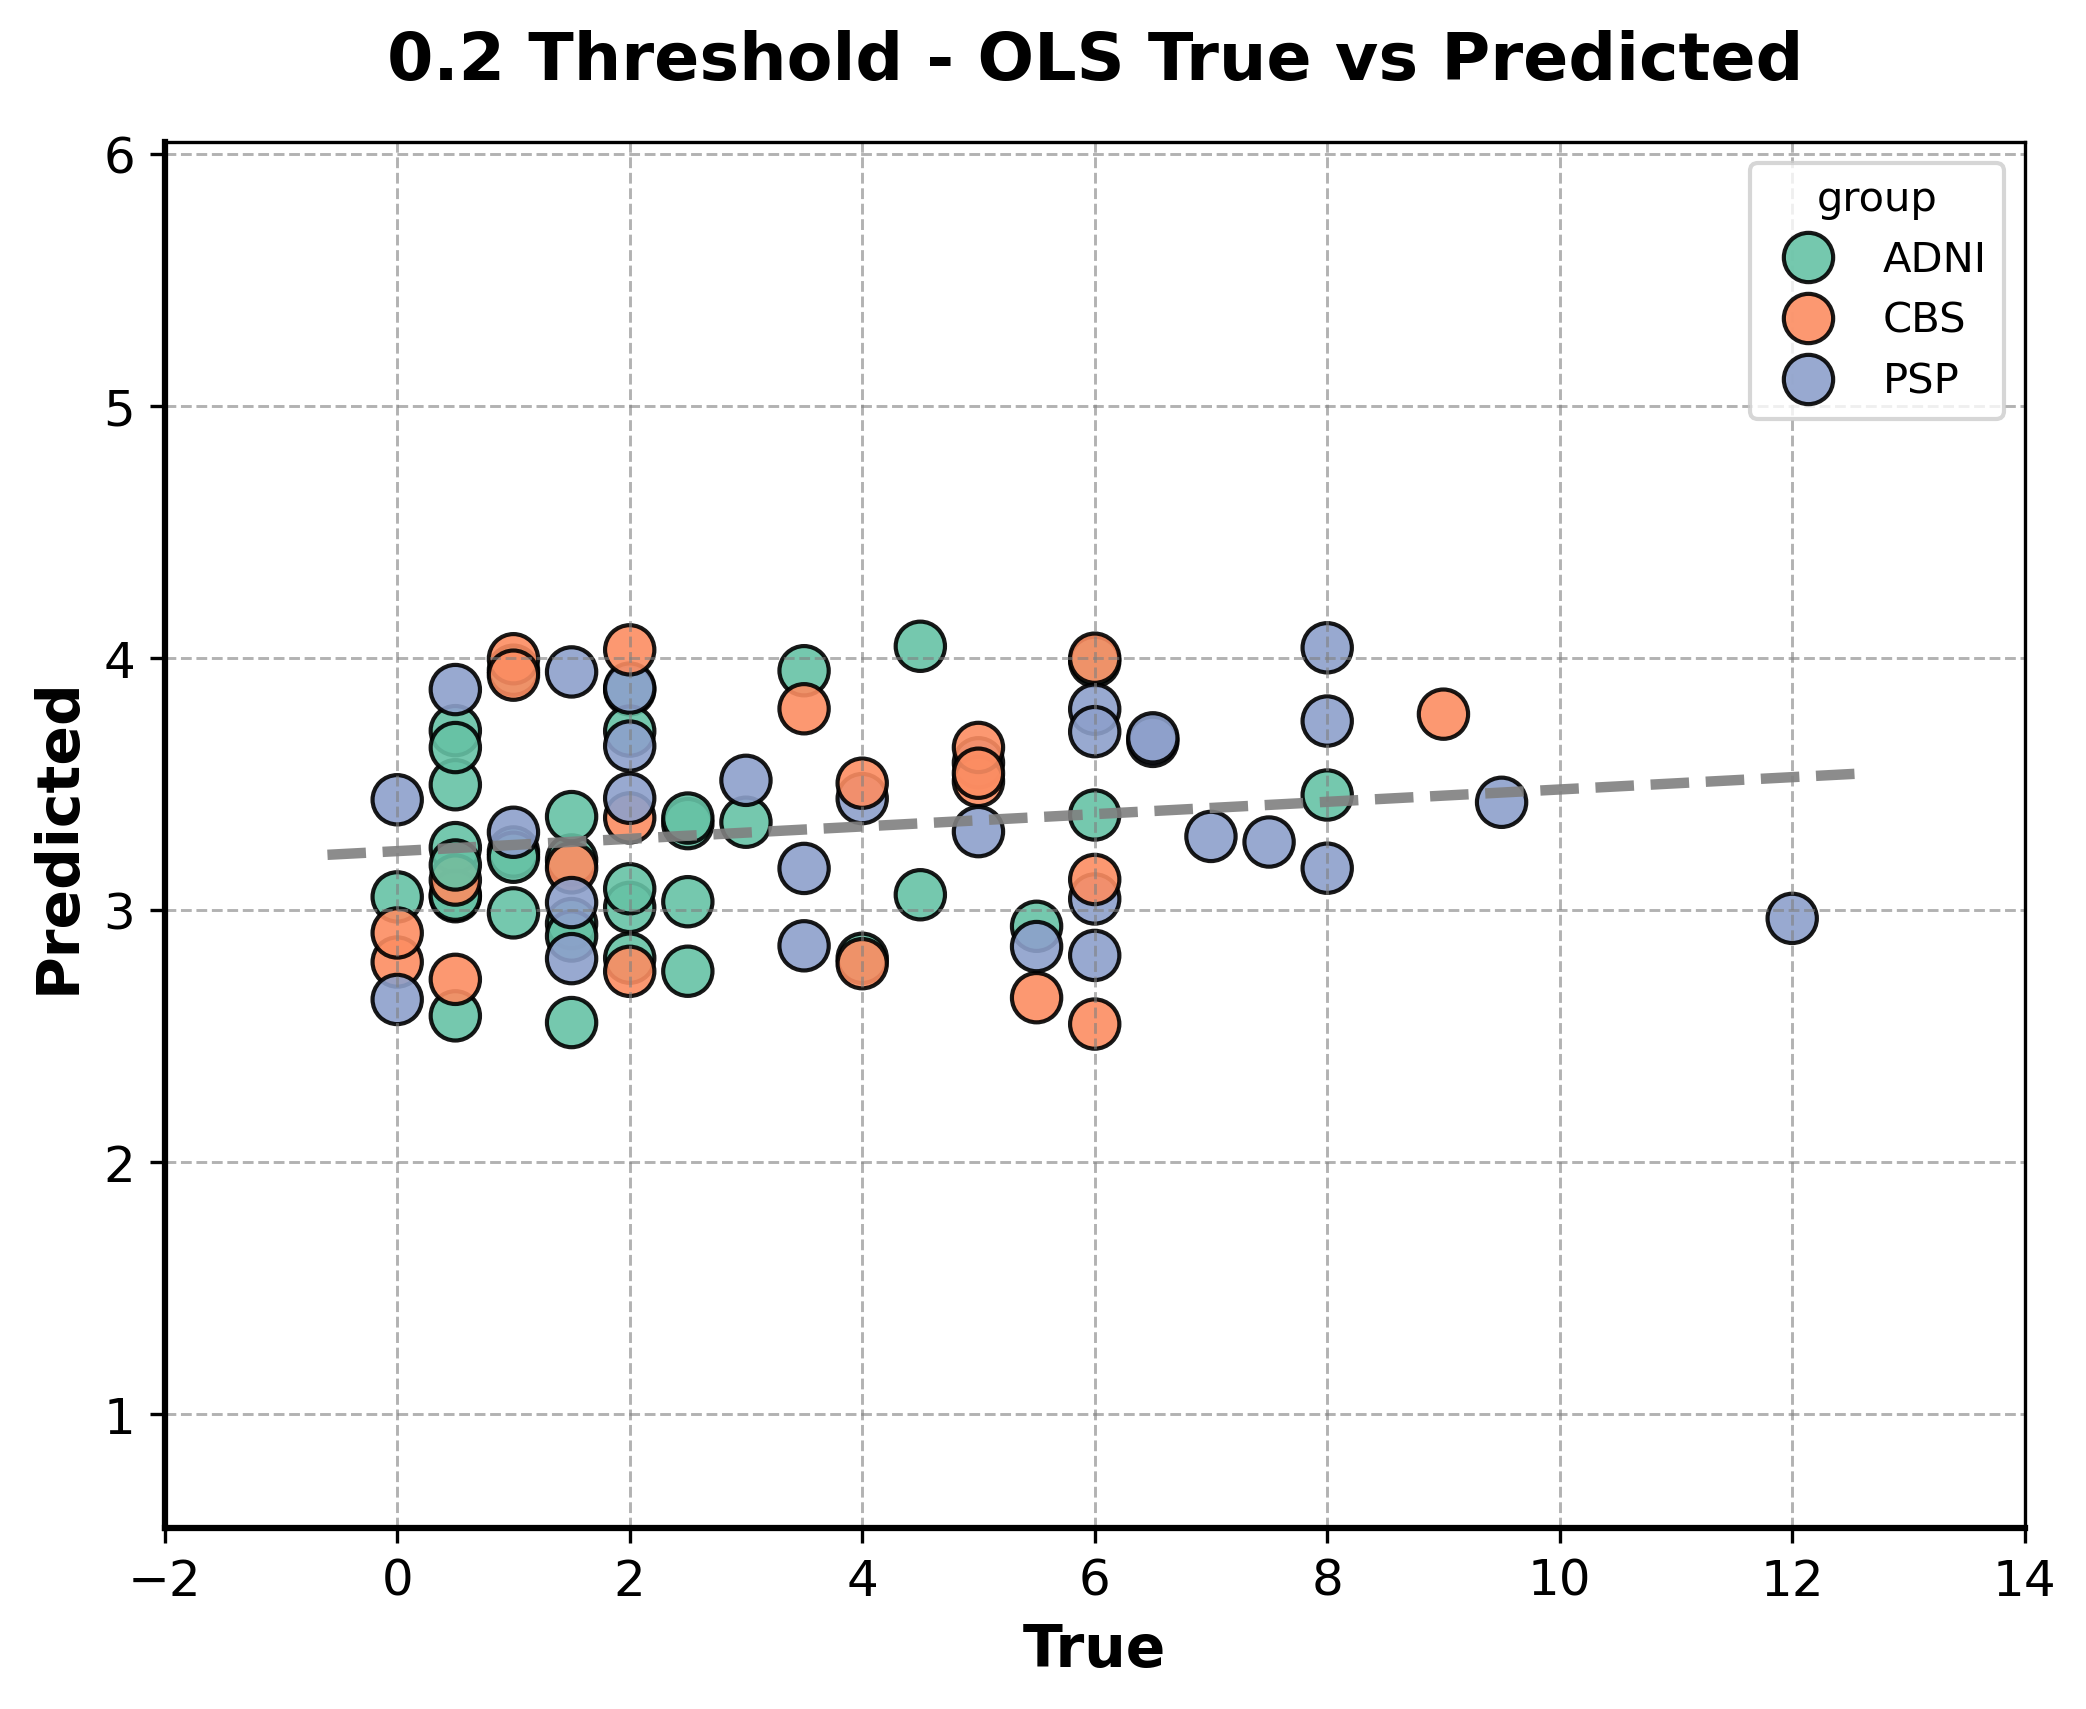 0.2 Threshold - OLS True vs Predicted
6
5
4
3
2
1
Predicted
group
ADNI
CBS
PSP
−2 0 2 4 6 8 10 12 14
True